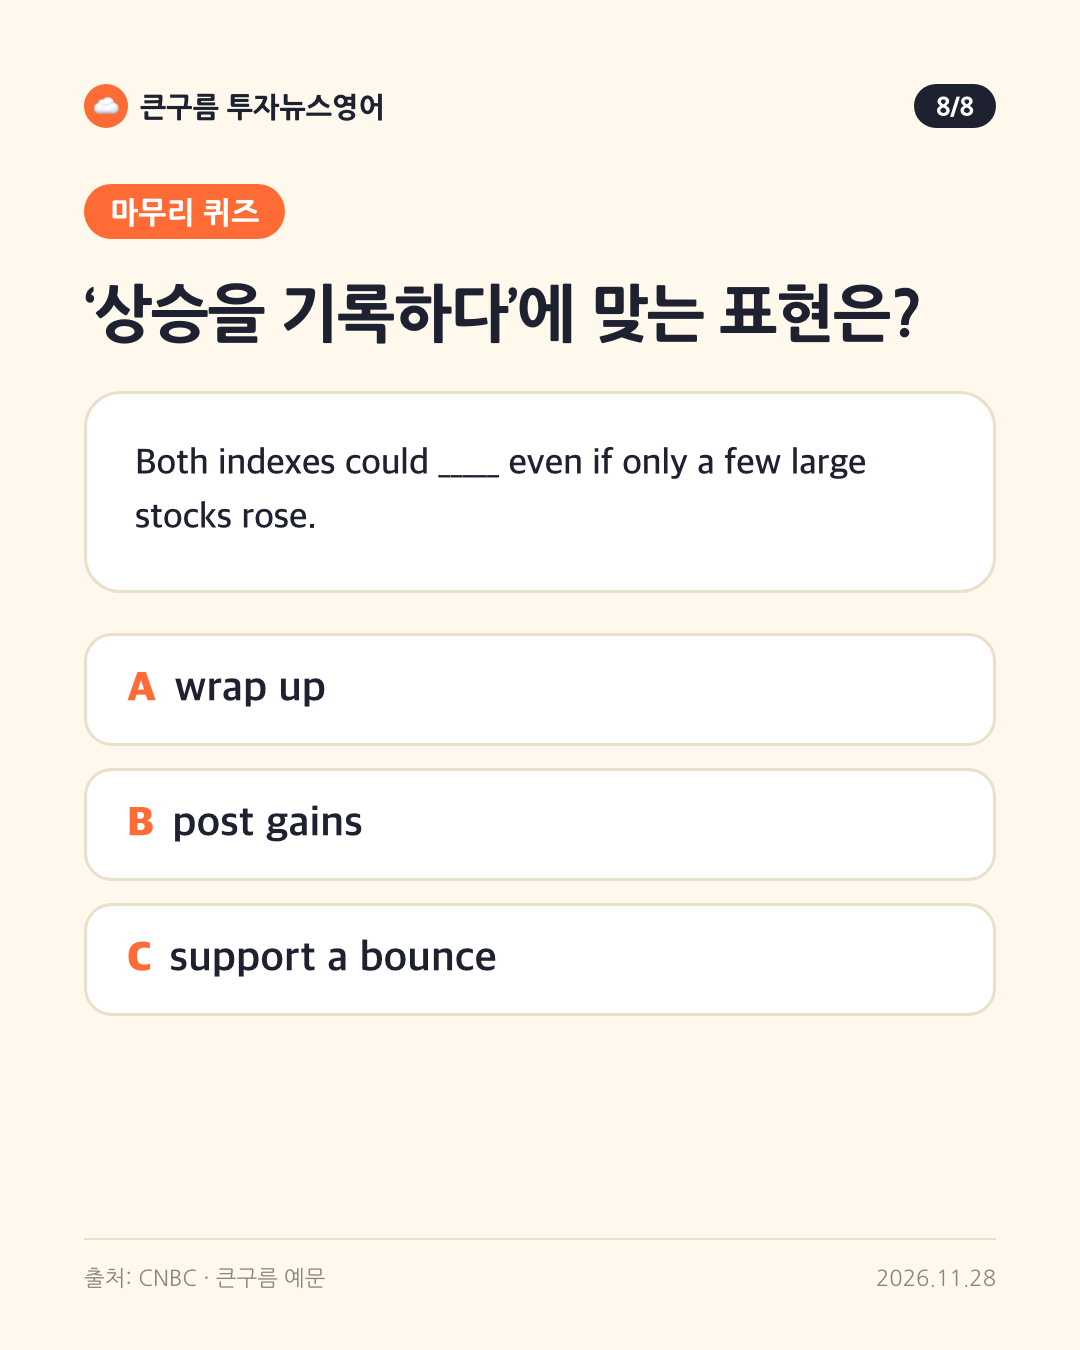 큰구름 투자뉴스영어
8/8
마무리 퀴즈
‘상승을 기록하다’에 맞는 표현은?
Both indexes could _____ even if only a few large
stocks rose.
A wrap up
B post gains
C support a bounce
출처: CNBC · 큰구름 예문
2026.11.28